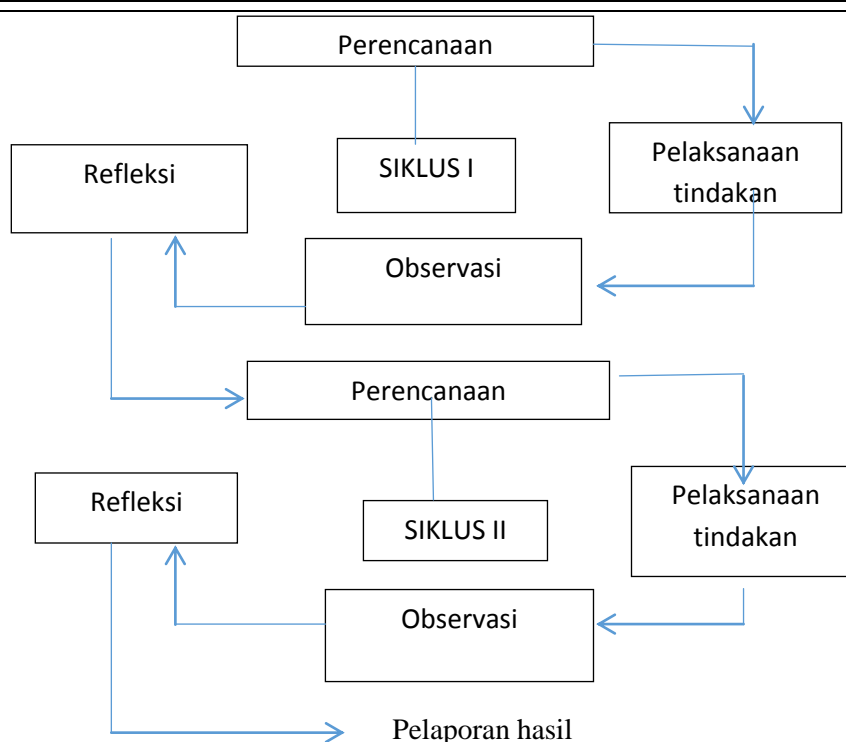 Perencanaan
Pelaksanaan
tindakan
SIKLUS I
Refleksi
Observasi
Perencanaan
Pelaksanaan
tindakan
SIKLUS II
Refleksi
Observasi
Pelaporan hasil